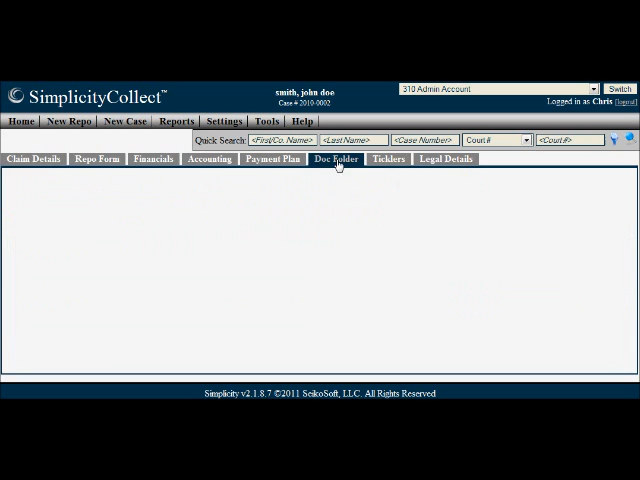 SimplicityCollect™
smith, john doe
Case # 2010-0002
310 Admin Account
Switch
Logged in as Chris [logout]
Home New Repo New Case Reports Settings Tools Help
Quick Search: <First/Co. Name> <Last Name> <Case Number> Court # <Court #>
Claim Details Repo Form Financials Accounting Payment Plan Doc Folder Ticklers Legal Details
Simplicity v2.1.8.7 ©2011 SeikoSoft, LLC. All Rights Reserved